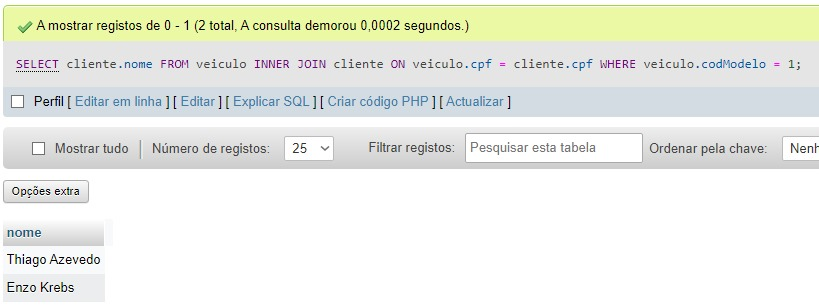 A mostrar registos de 0 - 1 (2 total, A consulta demorou 0,0002 segundos.)
SELECT cliente.nome FROM veiculo INNER JOIN cliente ON veiculo.cpf = cliente.cpf WHERE veiculo.codModelo = 1;
Perfil [ Editar em linha ] [ Editar ] [ Explicar SQL ] [ Criar código PHP ] [ Actualizar ]
Mostrar tudo Número de registos: 25 Filtrar registos: Pesquisar esta tabela Ordenar pela chave: Nenh
Opções extra
nome
Thiago Azevedo
Enzo Krebs